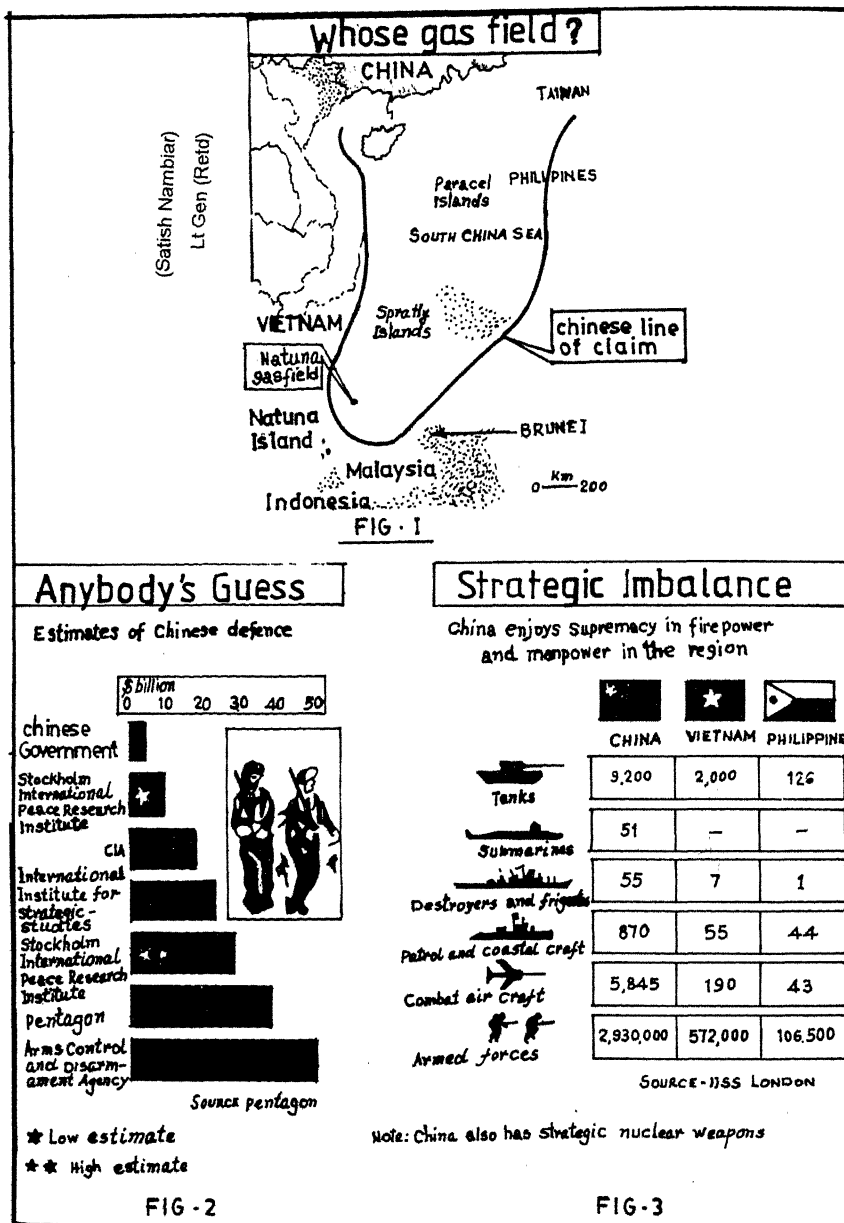 Whose gas field?
CHINA
TAIWAN
(Satish Nambiar)
Lt Gen (Retd)
Paracel
Islands
PHILIPPINES
SOUTH CHINA SEA
Spratly
Islands
VIETNAM
chinese line
of claim
Natuna
gasfield
Natuna
Island
BRUNEI
Malaysia
Indonesia
Km
0 200
FIG · I
Anybody's Guess
Estimates of Chinese defence
$ billion
0 10 20 30 40 50
chinese
Government
Stockholm
International
Peace Research
Institute
CIA
International
Institute for
strategic-
studies
Stockholm
International
Peace Research
Institute
pentagon
Arms Control
and Disarm-
ament Agency
Source pentagon
★ Low estimate
★★ High estimate
FIG - 2
Strategic Imbalance
China enjoys supremacy in firepower
and manpower in the region
CHINA VIETNAM PHILIPPINE
Tanks 9,200 2,000 126
Submarines 51 — –
Destroyers and frigates 55 7 1
Patrol and coastal craft 870 55 44
Combat air craft 5,845 190 43
Armed forces 2,930,000 572,000 106,500
SOURCE-IISS LONDON
Note: China also has strategic nuclear weapons
FIG-3